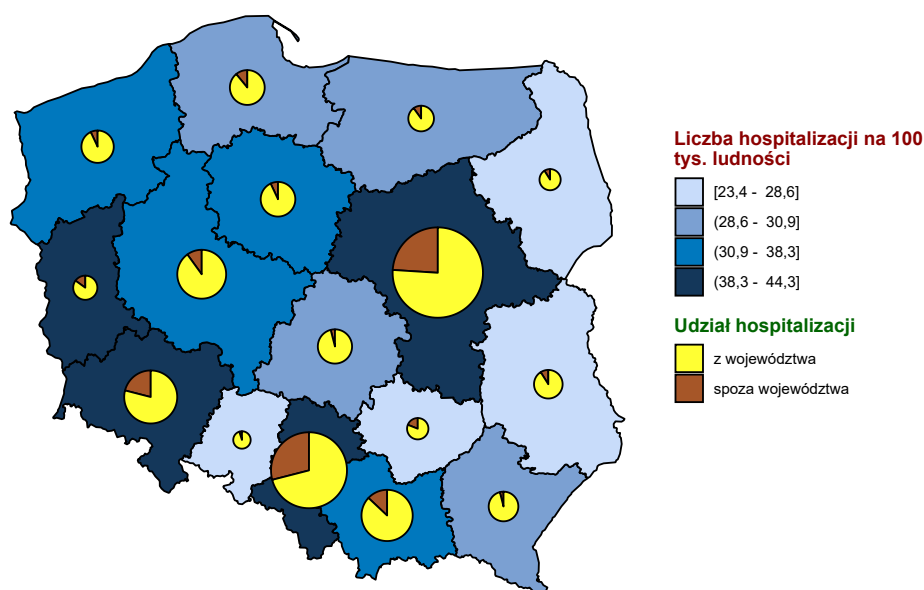 Liczba hospitalizacji na 100
tys. ludności
[23,4 - 28,6]
(28,6 - 30,9]
(30,9 - 38,3]
(38,3 - 44,3]
Udział hospitalizacji
z województwa
spoza województwa